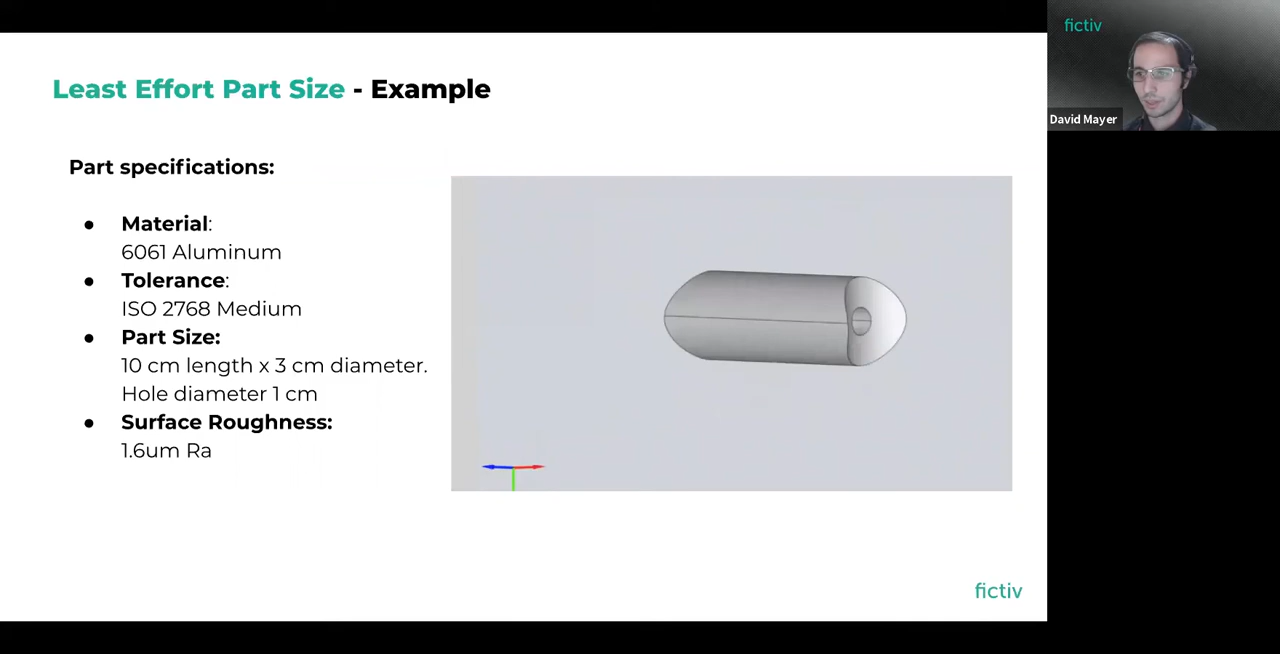 fictiv
David Mayer
Least Effort Part Size - Example
Part specifications:
● Material:
6061 Aluminum
● Tolerance:
ISO 2768 Medium
● Part Size:
10 cm length x 3 cm diameter.
Hole diameter 1 cm
● Surface Roughness:
1.6um Ra
fictiv